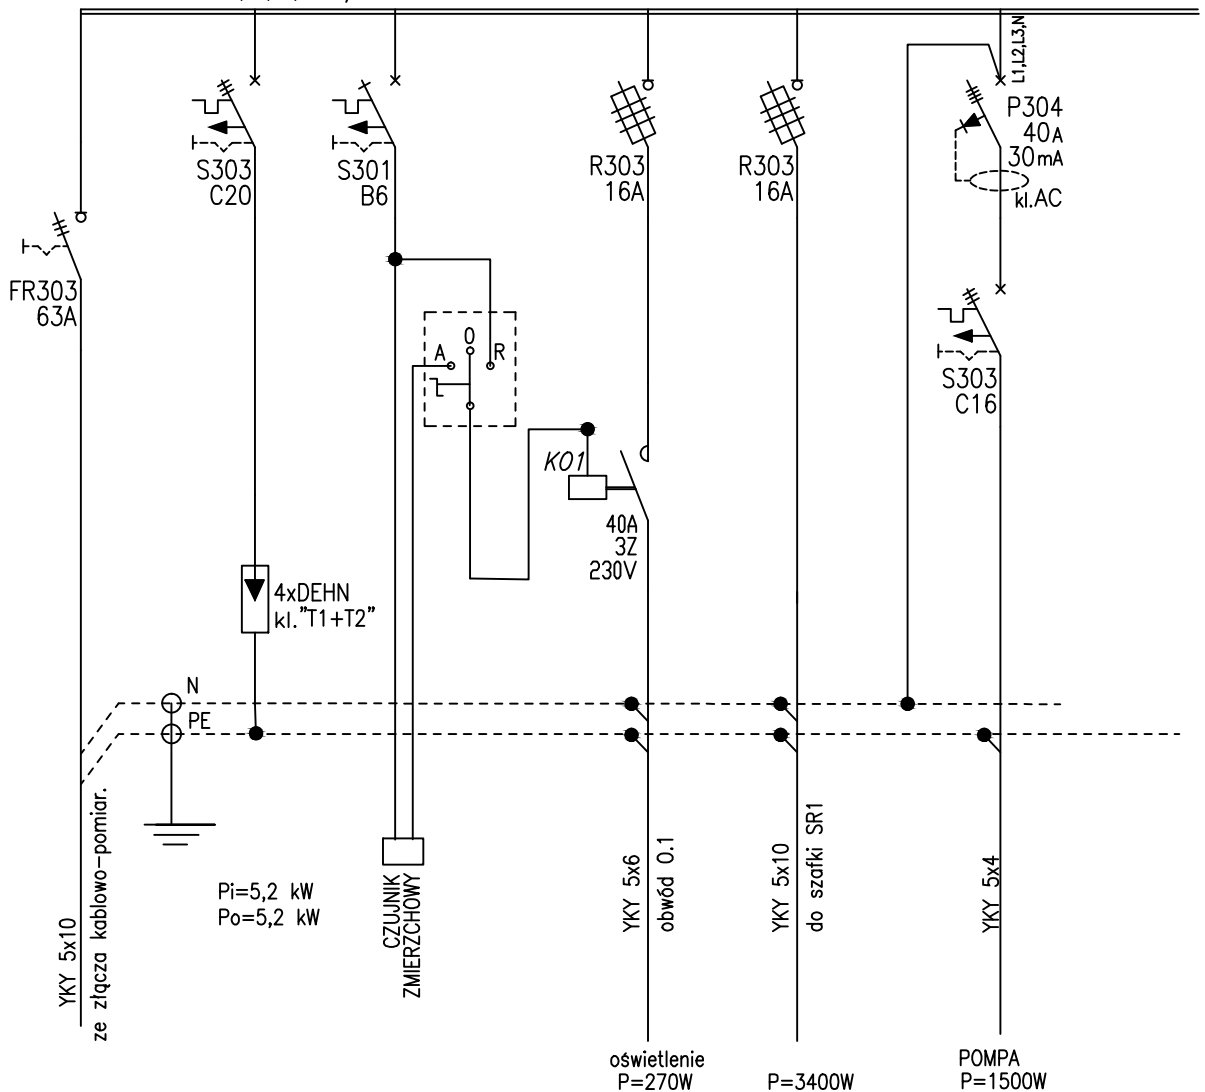 L1,L2,L3,N
P304
40A
30mA
kl.AC
S303
C20
S301
B6
R303
16A
R303
16A
FR303
63A
S303
C16
A
0
R
K01
40A
3Z
230V
4xDEHN
kl."T1+T2"
N
PE
YKY 5x10
ze złącza kablowo-pomiar.
Pi=5,2 kW
Po=5,2 kW
CZUJNIK
ZMIERZCHOWY
YKY 5x6
obwód O.1
YKY 5x10
do szafki SR1
YKY 5x4
oświetlenie
P=270W
P=3400W
POMPA
P=1500W